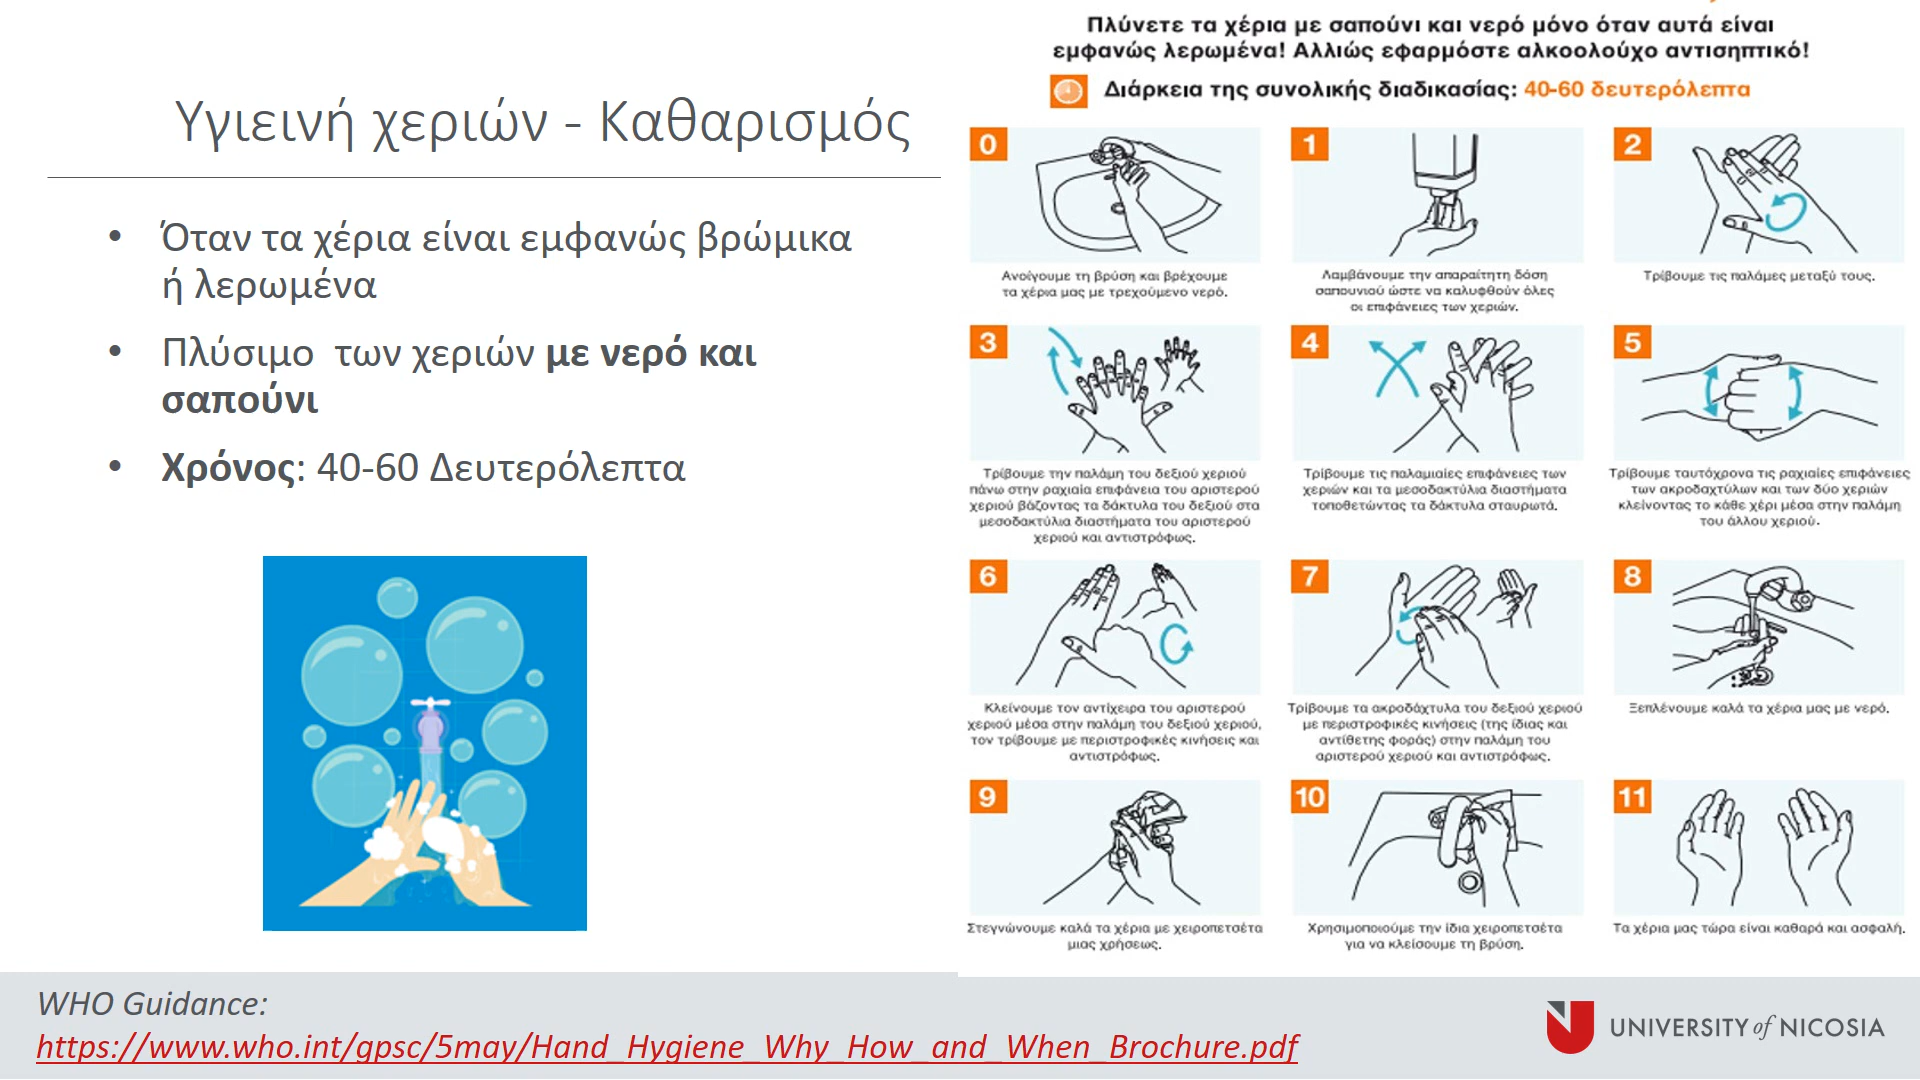 Υγιεινή χεριών - Καθαρισμός
• Όταν τα χέρια είναι εμφανώς βρώμικα
ή λερωμένα
• Πλύσιμο των χεριών με νερό και
σαπούνι
• Χρόνος: 40-60 Δευτερόλεπτα
Πλύνετε τα χέρια με σαπούνι και νερό μόνο όταν αυτά είναι
εμφανώς λερωμένα! Αλλιώς εφαρμόστε αλκοολούχο αντισηπτικό!
Διάρκεια της συνολικής διαδικασίας: 40-60 δευτερόλεπτα
0
Ανοίγουμε τη βρύση και βρέχουμε
τα χέρια μας με τρεχούμενο νερό.
1
Λαμβάνουμε την απαραίτητη δόση
σαπουνιού ώστε να καλυφθούν όλες
οι επιφάνειες των χεριών.
2
Τρίβουμε τις παλάμες μεταξύ τους.
3
Τρίβουμε την παλάμη του δεξιού χεριού
πάνω στην ραχιαία επιφάνεια του αριστερού
χεριού βάζοντας τα δάκτυλα του δεξιού στα
μεσοδακτύλια διαστήματα του αριστερού
χεριού και αντιστρόφως.
4
Τρίβουμε τις παλαμιαίες επιφάνειες των
χεριών και τα μεσοδακτύλια διαστήματα
τοποθετώντας τα δάκτυλα σταυρωτά.
5
Τρίβουμε ταυτόχρονα τις ραχιαίες επιφάνειες
των ακροδαχτύλων και των δύο χεριών
κλείνοντας το κάθε χέρι μέσα στην παλάμη
του άλλου χεριού.
6
Κλείνουμε τον αντίχειρα του αριστερού
χεριού μέσα στην παλάμη του δεξιού χεριού,
τον τρίβουμε με περιστροφικές κινήσεις και
αντιστρόφως.
7
Τρίβουμε τα ακροδάχτυλα του δεξιού χεριού
με περιστροφικές κινήσεις (της ίδιας και
αντίθετης φοράς) στην παλάμη του
αριστερού χεριού και αντιστρόφως.
8
Ξεπλένουμε καλά τα χέρια μας με νερό.
9
Στεγνώνουμε καλά τα χέρια με χειροπετσέτα
μιας χρήσεως.
10
Χρησιμοποιούμε την ίδια χειροπετσέτα
για να κλείσουμε τη βρύση.
11
Τα χέρια μας τώρα είναι καθαρά και ασφαλή.
WHO Guidance:
https://www.who.int/gpsc/5may/Hand_Hygiene_Why_How_and_When_Brochure.pdf
UNIVERSITY of NICOSIA